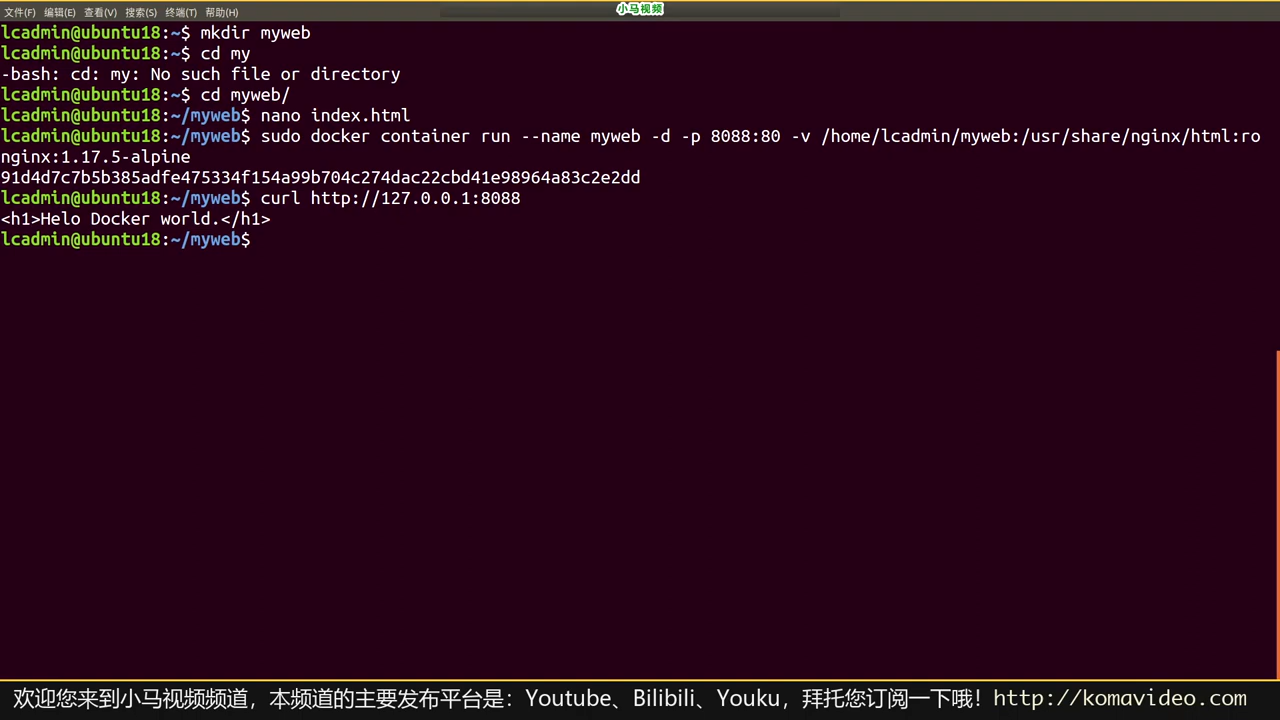 小马视频
文件(F) 编辑(E) 查看(V) 搜索(S) 终端(T) 帮助(H)
lcadmin@ubuntu18:~$ mkdir myweb
lcadmin@ubuntu18:~$ cd my
-bash: cd: my: No such file or directory
lcadmin@ubuntu18:~$ cd myweb/
lcadmin@ubuntu18:~/myweb$ nano index.html
lcadmin@ubuntu18:~/myweb$ sudo docker container run --name myweb -d -p 8088:80 -v /home/lcadmin/myweb:/usr/share/nginx/html:ro
nginx:1.17.5-alpine
91d4d7c7b5b385adfe475334f154a99b704c274dac22cbd41e98964a83c2e2dd
lcadmin@ubuntu18:~/myweb$ curl http://127.0.0.1:8088
<h1>Helo Docker world.</h1>
lcadmin@ubuntu18:~/myweb$
欢迎您来到小马视频频道，本频道的主要发布平台是：Youtube、Bilibili、Youku，拜托您订阅一下哦！http://komavideo.com